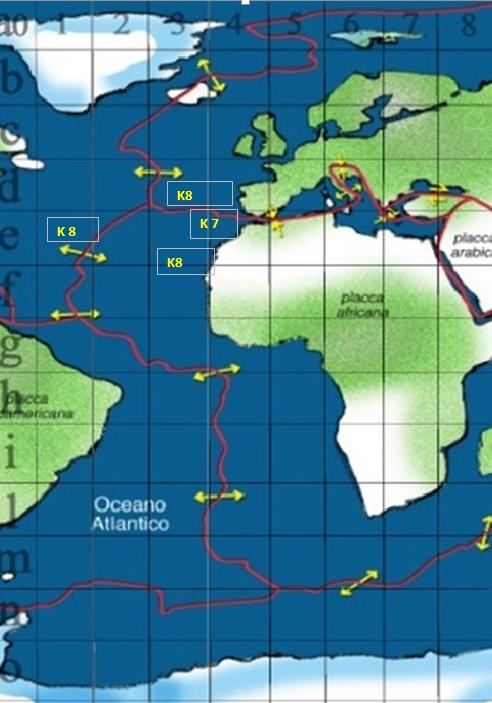 0 1 2 3 4 5 6 7 8
a
b
c
K8
d
K 7
K 8
e
placca
arabica
K8
f
placca
africana
g
h
placca
americana
i
l
Oceano
Atlantico
m
n
o